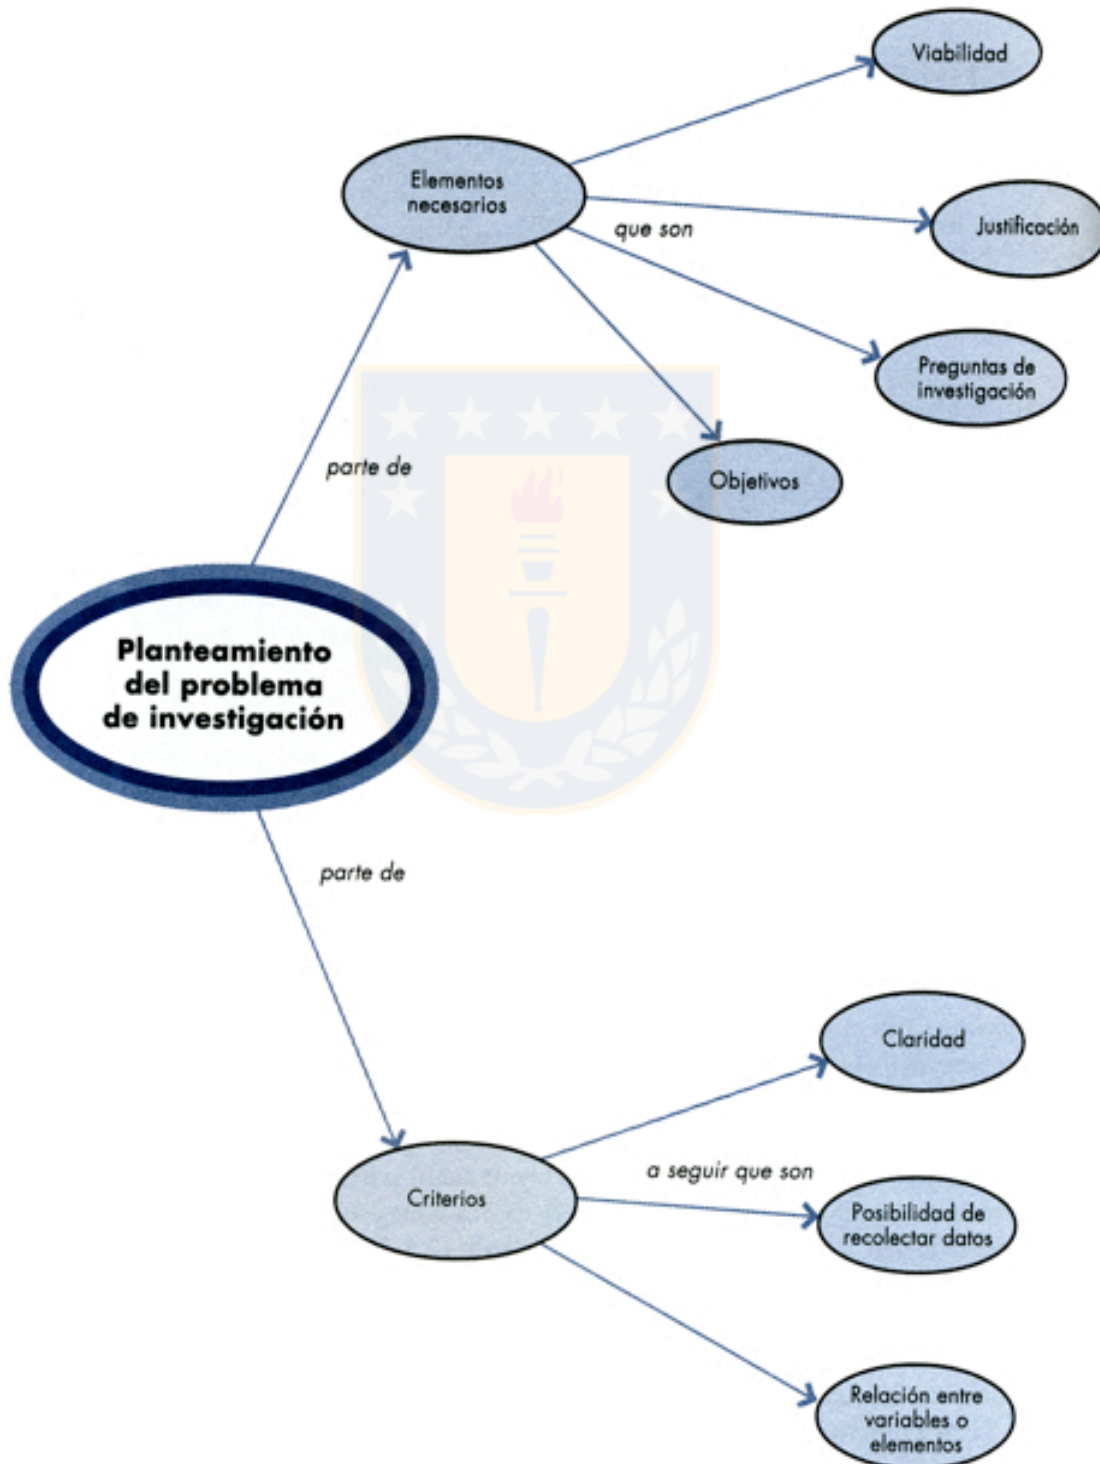 Viabilidad
Elementos
necesarios
que son
Justificación
Preguntas de
investigación
Objetivos
parte de
Planteamiento
del problema
de investigación
parte de
Claridad
Criterios
a seguir que son
Posibilidad de
recolectar datos
Relación entre
variables o
elementos